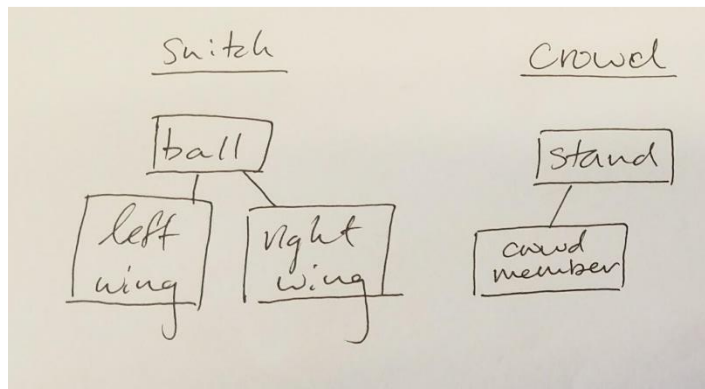 Snitch
ball
left
wing
right
wing
Crowd
stand
crowd
member